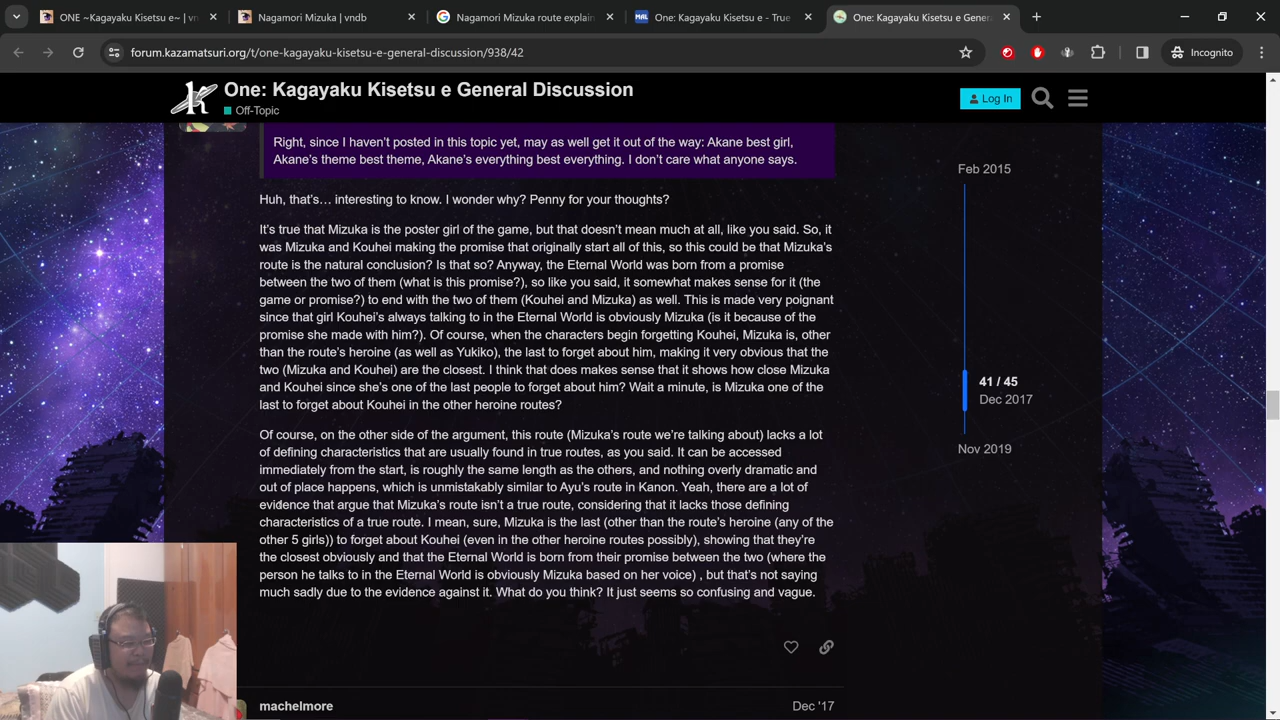 ONE ~Kagayaku Kisetsu e~ | vn
Nagamori Mizuka | vndb
Nagamori Mizuka route explain
One: Kagayaku Kisetsu e - True
One: Kagayaku Kisetsu e Genera
forum.kazamatsuri.org/t/one-kagayaku-kisetsu-e-general-discussion/938/42
Incognito
One: Kagayaku Kisetsu e General Discussion
Off-Topic
Log In
Right, since I haven't posted in this topic yet, may as well get it out of the way: Akane best girl,
Akane's theme best theme, Akane's everything best everything. I don't care what anyone says.
Huh, that's… interesting to know. I wonder why? Penny for your thoughts?
It's true that Mizuka is the poster girl of the game, but that doesn't mean much at all, like you said. So, it
was Mizuka and Kouhei making the promise that originally start all of this, so this could be that Mizuka's
route is the natural conclusion? Is that so? Anyway, the Eternal World was born from a promise
between the two of them (what is this promise?), so like you said, it somewhat makes sense for it (the
game or promise?) to end with the two of them (Kouhei and Mizuka) as well. This is made very poignant
since that girl Kouhei's always talking to in the Eternal World is obviously Mizuka (is it because of the
promise she made with him?). Of course, when the characters begin forgetting Kouhei, Mizuka is, other
than the route's heroine (as well as Yukiko), the last to forget about him, making it very obvious that the
two (Mizuka and Kouhei) are the closest. I think that does makes sense that it shows how close Mizuka
and Kouhei since she's one of the last people to forget about him? Wait a minute, is Mizuka one of the
last to forget about Kouhei in the other heroine routes?
Of course, on the other side of the argument, this route (Mizuka's route we're talking about) lacks a lot
of defining characteristics that are usually found in true routes, as you said. It can be accessed
immediately from the start, is roughly the same length as the others, and nothing overly dramatic and
out of place happens, which is unmistakably similar to Ayu's route in Kanon. Yeah, there are a lot of
evidence that argue that Mizuka's route isn't a true route, considering that it lacks those defining
characteristics of a true route. I mean, sure, Mizuka is the last (other than the route's heroine (any of the
other 5 girls)) to forget about Kouhei (even in the other heroine routes possibly), showing that they're
the closest obviously and that the Eternal World is born from their promise between the two (where the
person he talks to in the Eternal World is obviously Mizuka based on her voice) , but that's not saying
much sadly due to the evidence against it. What do you think? It just seems so confusing and vague.
machelmore
Dec '17
Feb 2015
41 / 45
Dec 2017
Nov 2019